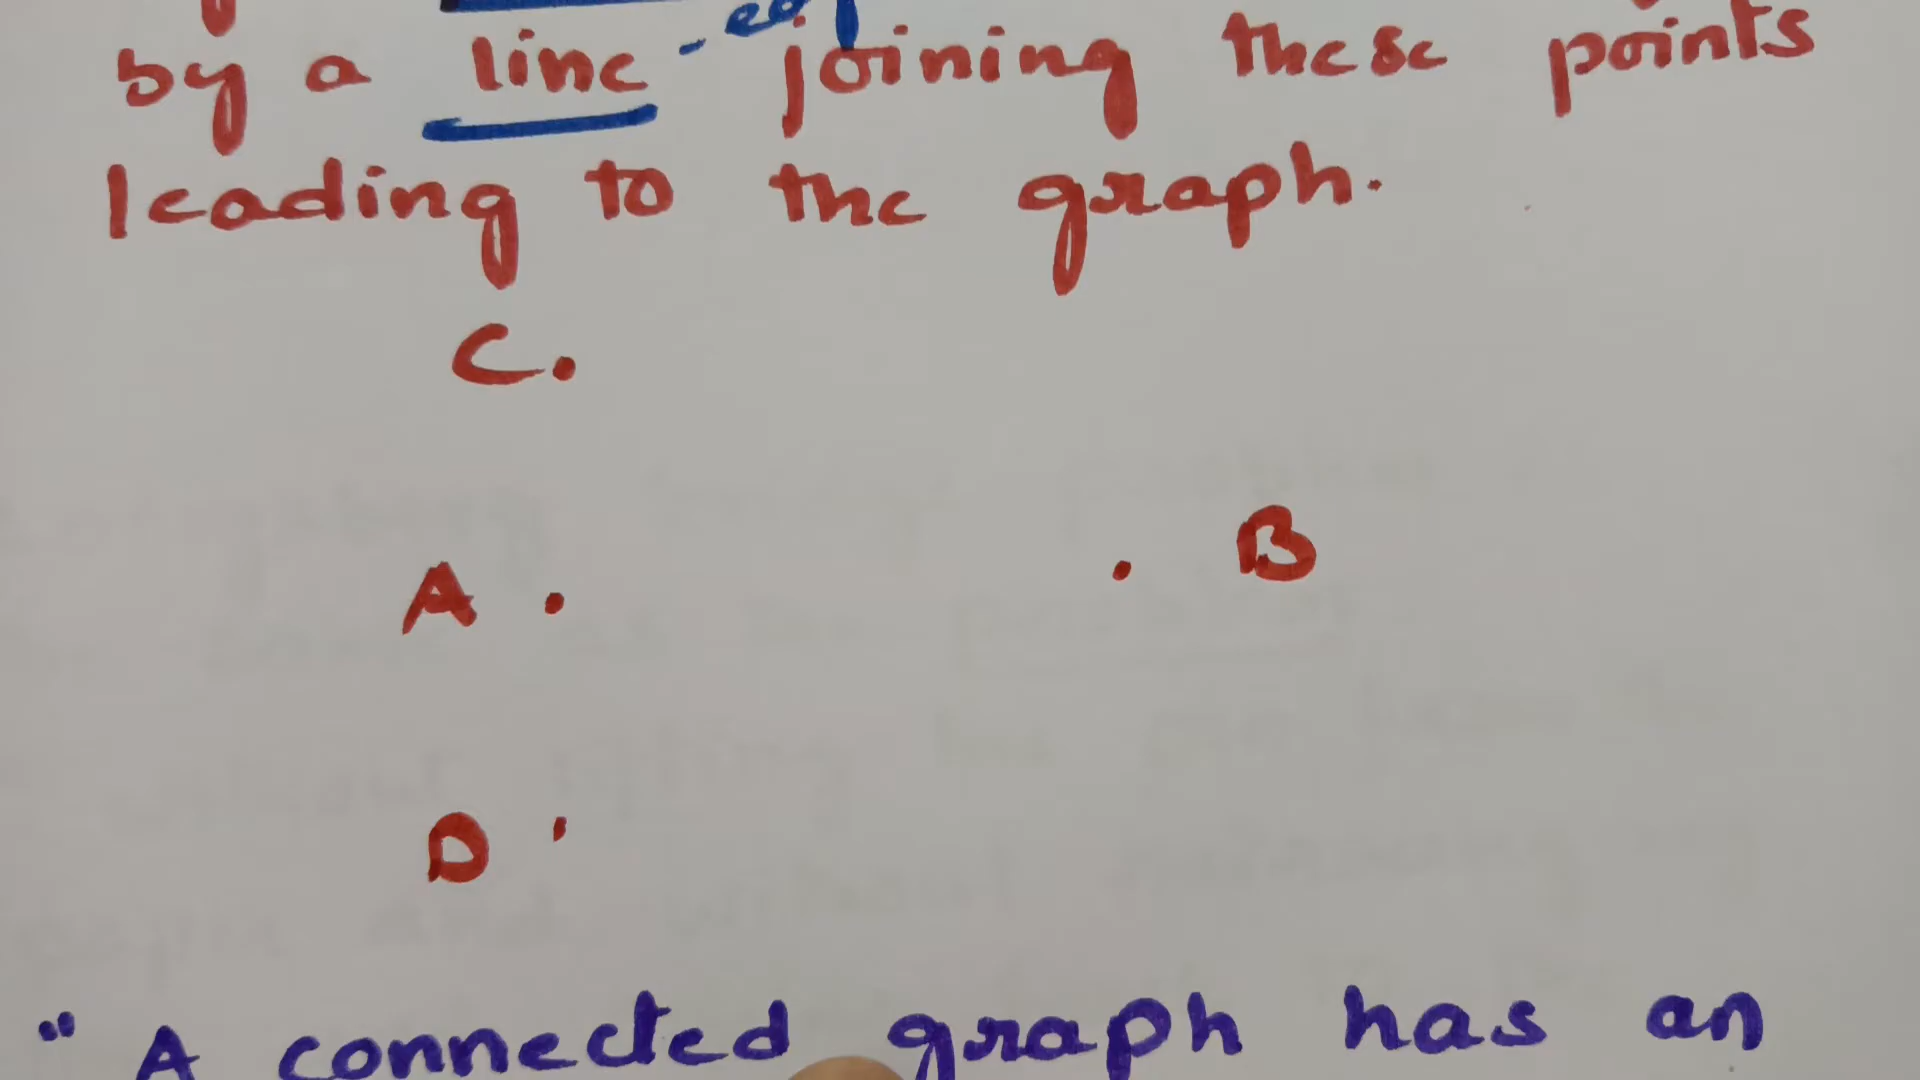 by a line - joining these points
leading to the graph.
C.
A . . B
D .
" A connected graph has an